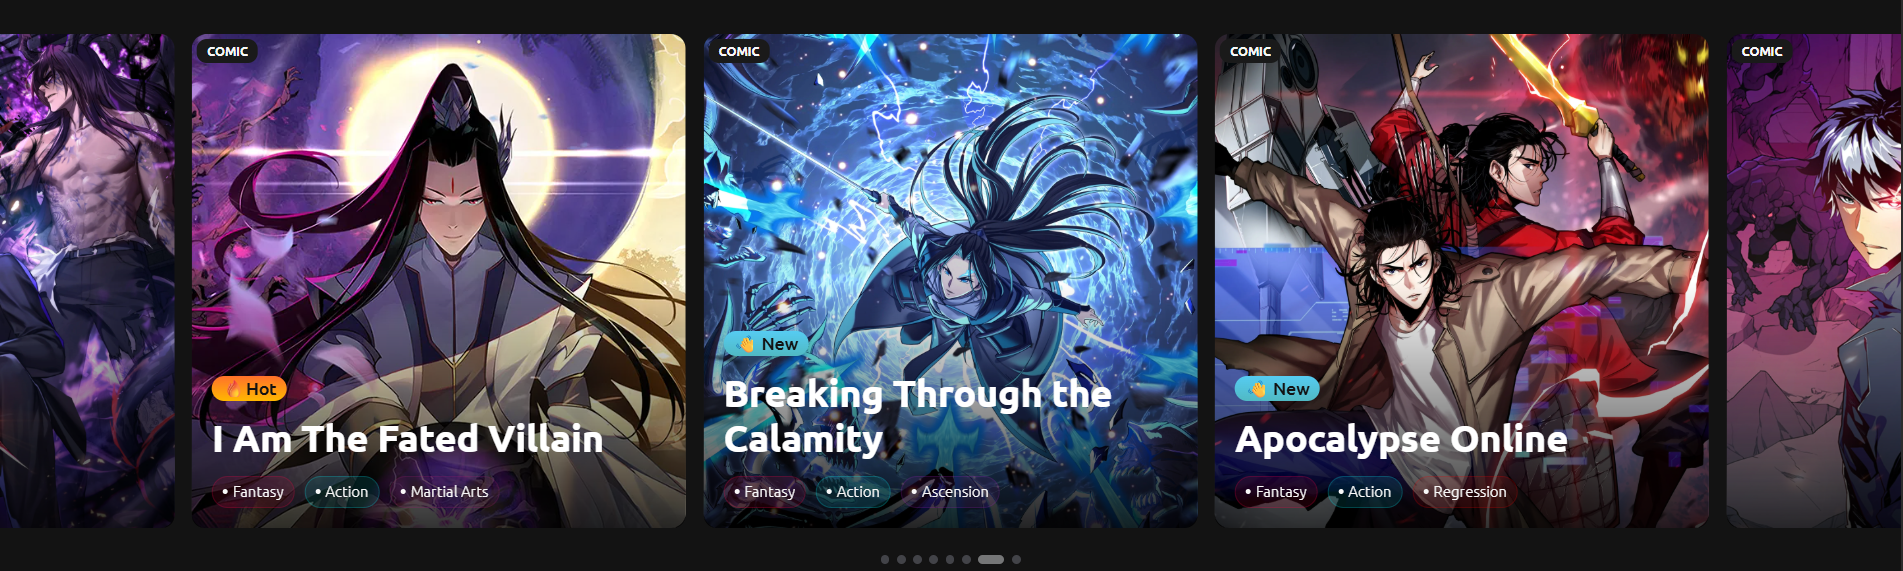 COMIC
🔥 Hot
I Am The Fated Villain
• Fantasy • Action • Martial Arts
COMIC
👋 New
Breaking Through the
Calamity
• Fantasy • Action • Ascension
COMIC
👋 New
Apocalypse Online
• Fantasy • Action • Regression
COMIC